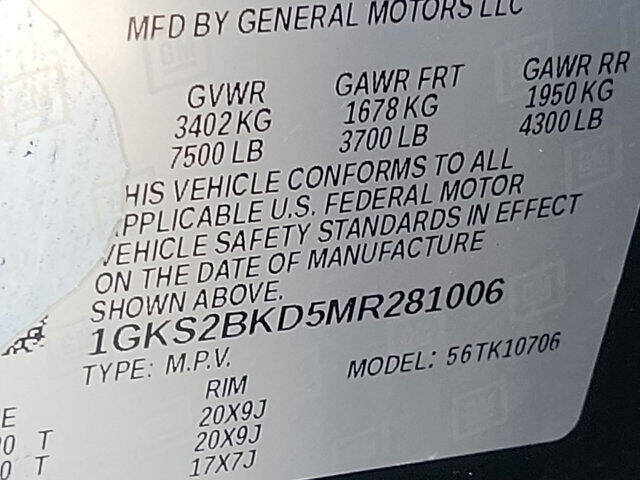 MFD BY GENERAL MOTORS LLC
GVWR GAWR FRT GAWR RR
3402 KG 1678 KG 1950 KG
7500 LB 3700 LB 4300 LB
HIS VEHICLE CONFORMS TO ALL
PPLICABLE U.S. FEDERAL MOTOR
VEHICLE SAFETY STANDARDS IN EFFECT
ON THE DATE OF MANUFACTURE
SHOWN ABOVE.
1GKS2BKD5MR281006
TYPE: M.P.V. MODEL: 56TK10706
RIM
E 20X9J
0 T 20X9J
0 T 17X7J